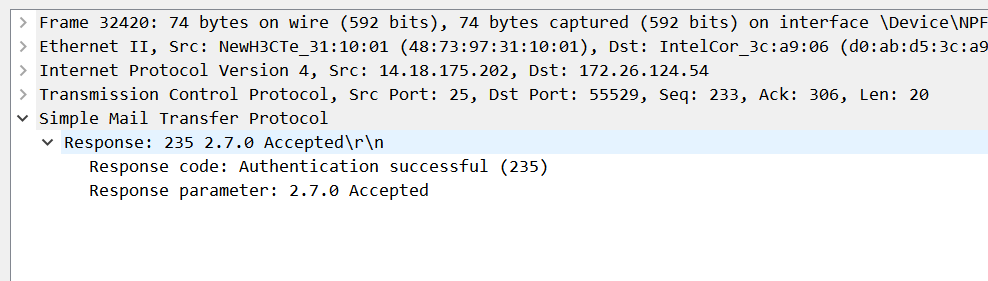 Frame 32420: 74 bytes on wire (592 bits), 74 bytes captured (592 bits) on interface \Device\NPF
Ethernet II, Src: NewH3CTe_31:10:01 (48:73:97:31:10:01), Dst: IntelCor_3c:a9:06 (d0:ab:d5:3c:a9
Internet Protocol Version 4, Src: 14.18.175.202, Dst: 172.26.124.54
Transmission Control Protocol, Src Port: 25, Dst Port: 55529, Seq: 233, Ack: 306, Len: 20
Simple Mail Transfer Protocol
Response: 235 2.7.0 Accepted\r\n
Response code: Authentication successful (235)
Response parameter: 2.7.0 Accepted